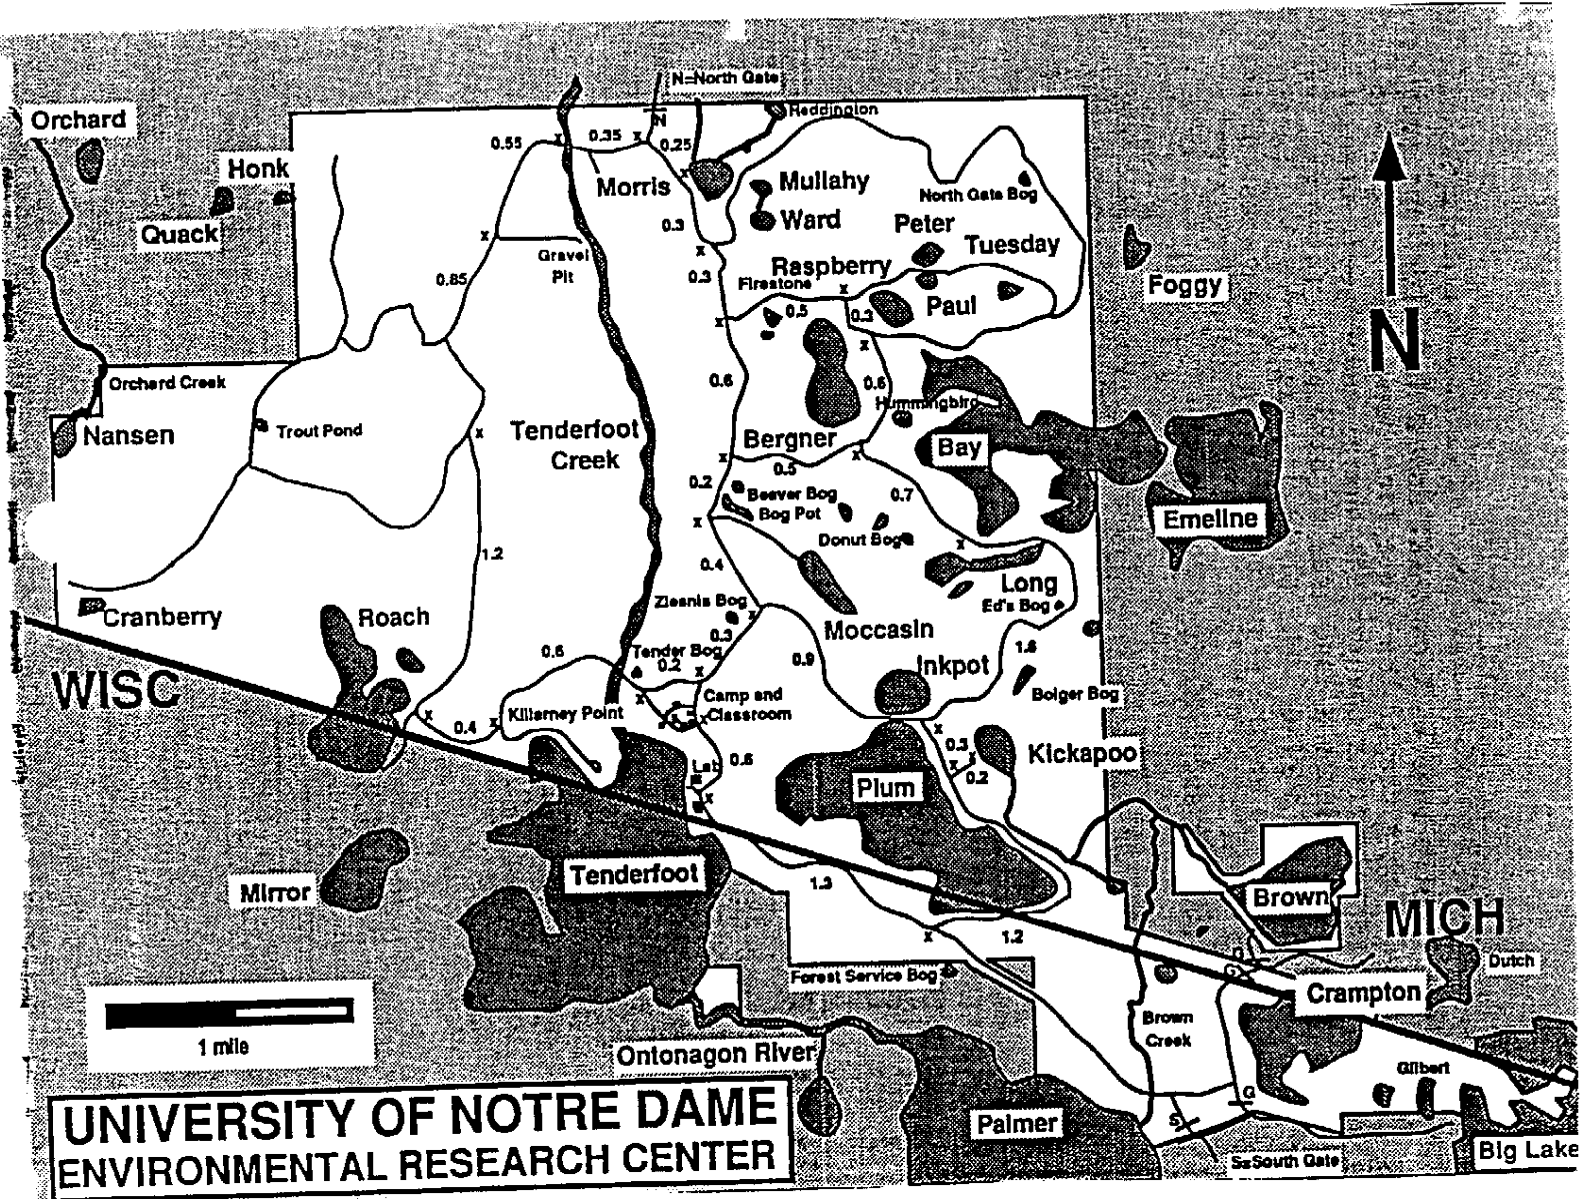 N=North Gate
Reddington
Orchard
N
0.55
0.35
0.25
Honk
Morris
Mullahy
North Gate Bog
Quack
0.3
Ward
Peter
Tuesday
Gravel
Pit
0.85
0.3
Raspberry
Firestone
Paul
Foggy
0.5
0.2
N
Orchard Creek
0.6
0.6
Hummingbird
Nansen
Trout Pond
Tenderfoot
Creek
Bergner
Bay
0.5
0.2
Beaver Bog
Bog Pot
0.7
Emeline
Donut Bog
1.2
0.4
Long
Ed's Bog
Cranberry
Roach
Ziesnis Bog
Moccasin
0.3
Tender Bog
0.6
0.2
0.9
1.6
Inkpot
WISC
Camp and
Classroom
Bolger Bog
Killarney Point
0.4
0.3
Kickapoo
0.6
Lab
0.2
Plum
Mirror
Tenderfoot
1.3
Brown
MICH
1.2
Forest Service Bog
Dutch
G
Crampton
Brown
Creek
1 mile
Ontonagon River
Gilbert
G
UNIVERSITY OF NOTRE DAME
ENVIRONMENTAL RESEARCH CENTER
Palmer
S
S=South Gate
Big Lake